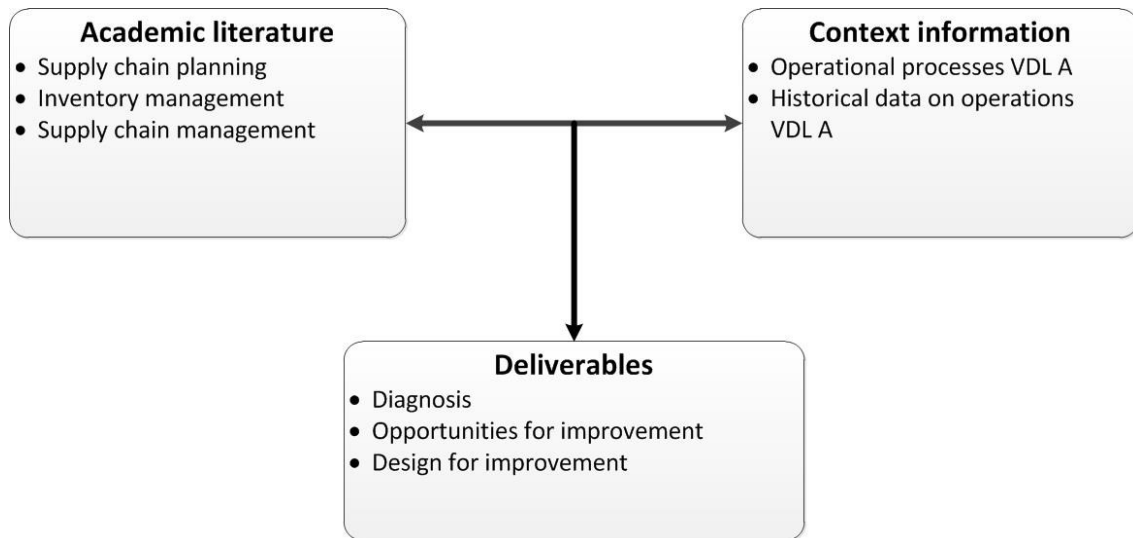 Academic literature
• Supply chain planning
• Inventory management
• Supply chain management
Context information
• Operational processes VDL A
• Historical data on operations
VDL A
Deliverables
• Diagnosis
• Opportunities for improvement
• Design for improvement